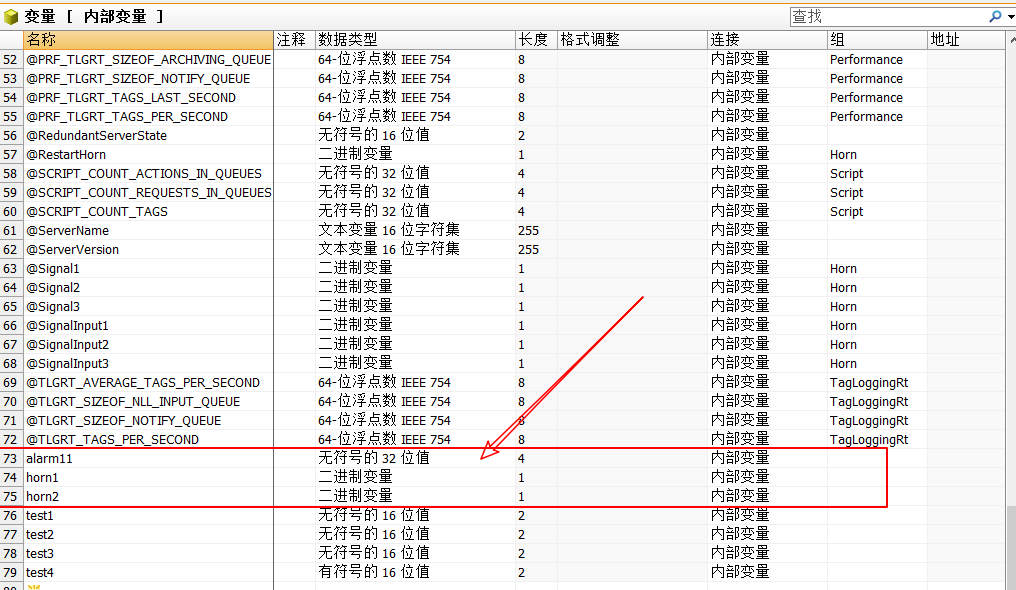 变量 [ 内部变量 ] 查找
名称 注释 数据类型 长度 格式调整 连接 组 地址
52 @PRF_TLGRT_SIZEOF_ARCHIVING_QUEUE 64-位浮点数 IEEE 754 8 内部变量 Performance
53 @PRF_TLGRT_SIZEOF_NOTIFY_QUEUE 64-位浮点数 IEEE 754 8 内部变量 Performance
54 @PRF_TLGRT_TAGS_LAST_SECOND 64-位浮点数 IEEE 754 8 内部变量 Performance
55 @PRF_TLGRT_TAGS_PER_SECOND 64-位浮点数 IEEE 754 8 内部变量 Performance
56 @RedundantServerState 无符号的 16 位值 2 内部变量
57 @RestartHorn 二进制变量 1 内部变量 Horn
58 @SCRIPT_COUNT_ACTIONS_IN_QUEUES 无符号的 32 位值 4 内部变量 Script
59 @SCRIPT_COUNT_REQUESTS_IN_QUEUES 无符号的 32 位值 4 内部变量 Script
60 @SCRIPT_COUNT_TAGS 无符号的 32 位值 4 内部变量 Script
61 @ServerName 文本变量 16 位字符集 255 内部变量
62 @ServerVersion 文本变量 16 位字符集 255 内部变量
63 @Signal1 二进制变量 1 内部变量 Horn
64 @Signal2 二进制变量 1 内部变量 Horn
65 @Signal3 二进制变量 1 内部变量 Horn
66 @SignalInput1 二进制变量 1 内部变量 Horn
67 @SignalInput2 二进制变量 1 内部变量 Horn
68 @SignalInput3 二进制变量 1 内部变量 Horn
69 @TLGRT_AVERAGE_TAGS_PER_SECOND 64-位浮点数 IEEE 754 8 内部变量 TagLoggingRt
70 @TLGRT_SIZEOF_NLL_INPUT_QUEUE 64-位浮点数 IEEE 754 8 内部变量 TagLoggingRt
71 @TLGRT_SIZEOF_NOTIFY_QUEUE 64-位浮点数 IEEE 754 8 内部变量 TagLoggingRt
72 @TLGRT_TAGS_PER_SECOND 64-位浮点数 IEEE 754 8 内部变量 TagLoggingRt
73 alarm11 无符号的 32 位值 4 内部变量
74 horn1 二进制变量 1 内部变量
75 horn2 二进制变量 1 内部变量
76 test1 无符号的 16 位值 2 内部变量
77 test2 无符号的 16 位值 2 内部变量
78 test3 无符号的 16 位值 2 内部变量
79 test4 有符号的 16 位值 2 内部变量